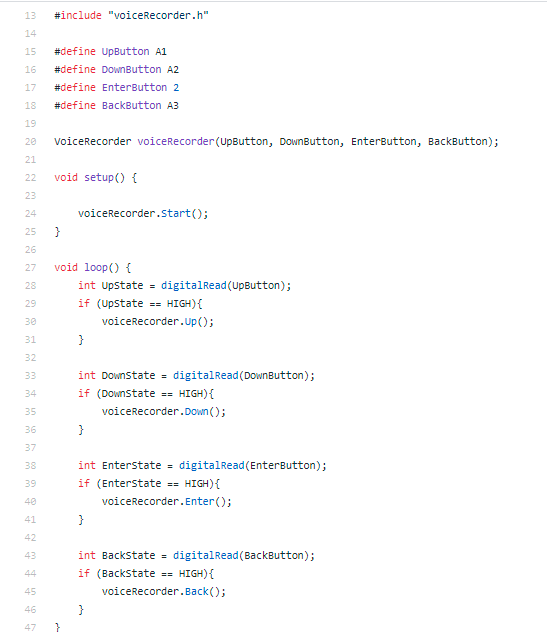 13 #include "voiceRecorder.h"
14
15 #define UpButton A1
16 #define DownButton A2
17 #define EnterButton 2
18 #define BackButton A3
19
20 VoiceRecorder voiceRecorder(UpButton, DownButton, EnterButton, BackButton);
21
22 void setup() {
23
24     voiceRecorder.Start();
25 }
26
27 void loop() {
28     int UpState = digitalRead(UpButton);
29     if (UpState == HIGH){
30         voiceRecorder.Up();
31     }
32
33     int DownState = digitalRead(DownButton);
34     if (DownState == HIGH){
35         voiceRecorder.Down();
36     }
37
38     int EnterState = digitalRead(EnterButton);
39     if (EnterState == HIGH){
40         voiceRecorder.Enter();
41     }
42
43     int BackState = digitalRead(BackButton);
44     if (BackState == HIGH){
45         voiceRecorder.Back();
46     }
47 }